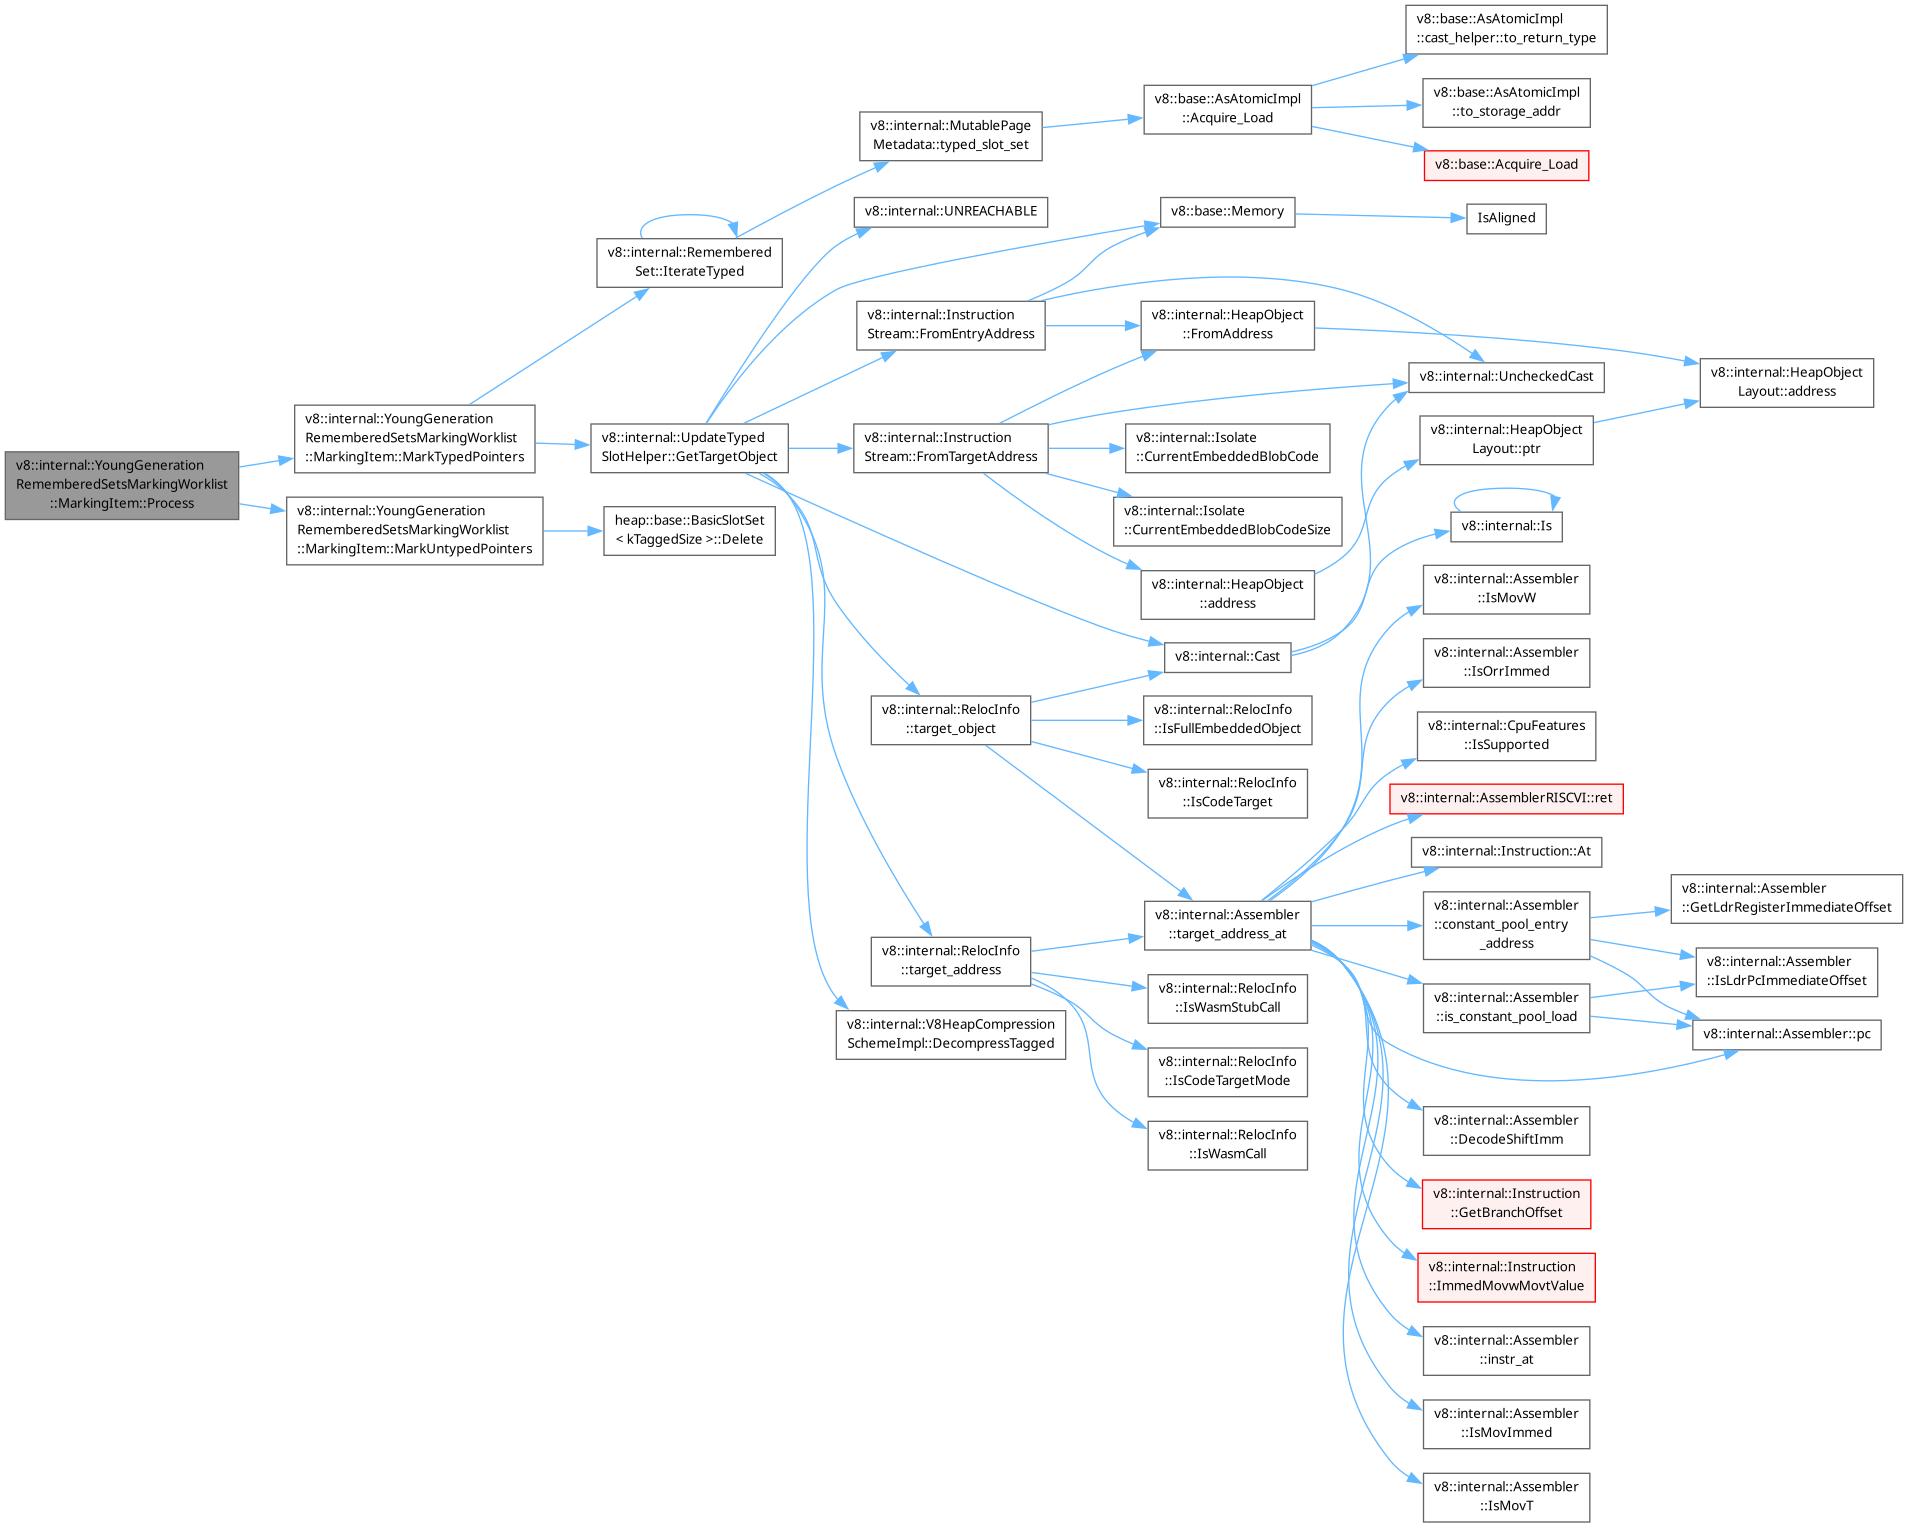 v8::internal::YoungGeneration
RememberedSetsMarkingWorklist
::MarkingItem::Process
v8::internal::YoungGeneration
RememberedSetsMarkingWorklist
::MarkingItem::MarkTypedPointers
v8::internal::YoungGeneration
RememberedSetsMarkingWorklist
::MarkingItem::MarkUntypedPointers
v8::internal::Remembered
Set::IterateTyped
v8::internal::UpdateTyped
SlotHelper::GetTargetObject
heap::base::BasicSlotSet
< kTaggedSize >::Delete
v8::internal::MutablePage
Metadata::typed_slot_set
v8::internal::UNREACHABLE
v8::internal::Instruction
Stream::FromEntryAddress
v8::internal::Instruction
Stream::FromTargetAddress
v8::internal::RelocInfo
::target_object
v8::internal::RelocInfo
::target_address
v8::internal::V8HeapCompression
SchemeImpl::DecompressTagged
v8::base::AsAtomicImpl
::Acquire_Load
v8::base::Memory
v8::internal::HeapObject
::FromAddress
v8::internal::Isolate
::CurrentEmbeddedBlobCode
v8::internal::Isolate
::CurrentEmbeddedBlobCodeSize
v8::internal::HeapObject
::address
v8::internal::Cast
v8::internal::RelocInfo
::IsFullEmbeddedObject
v8::internal::RelocInfo
::IsCodeTarget
v8::internal::Assembler
::target_address_at
v8::internal::RelocInfo
::IsWasmStubCall
v8::internal::RelocInfo
::IsCodeTargetMode
v8::internal::RelocInfo
::IsWasmCall
v8::base::AsAtomicImpl
::cast_helper::to_return_type
v8::base::AsAtomicImpl
::to_storage_addr
v8::base::Acquire_Load
IsAligned
v8::internal::UncheckedCast
v8::internal::HeapObject
Layout::ptr
v8::internal::Is
v8::internal::Assembler
::IsMovW
v8::internal::Assembler
::IsOrrImmed
v8::internal::CpuFeatures
::IsSupported
v8::internal::AssemblerRISCVI::ret
v8::internal::Instruction::At
v8::internal::Assembler
::constant_pool_entry
_address
v8::internal::Assembler
::is_constant_pool_load
v8::internal::Assembler
::DecodeShiftImm
v8::internal::Instruction
::GetBranchOffset
v8::internal::Instruction
::ImmedMovwMovtValue
v8::internal::Assembler
::instr_at
v8::internal::Assembler
::IsMovImmed
v8::internal::Assembler
::IsMovT
v8::internal::HeapObject
Layout::address
v8::internal::Assembler
::GetLdrRegisterImmediateOffset
v8::internal::Assembler
::IsLdrPcImmediateOffset
v8::internal::Assembler::pc